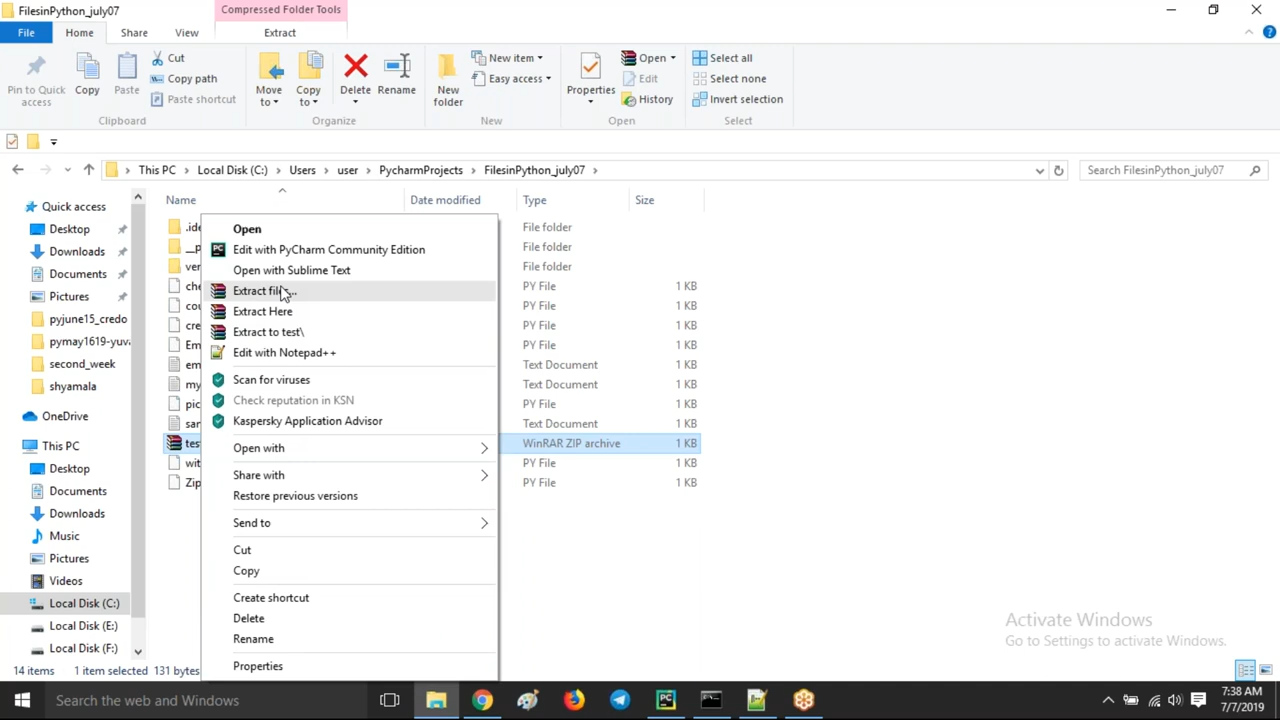 FilesinPython_july07
Compressed Folder Tools
File
Home
Share
View
Extract
Pin to Quick access
Copy
Paste
Cut
Copy path
Paste shortcut
Clipboard
Move to
Copy to
Delete
Rename
Organize
New folder
New item
Easy access
New
Properties
Open
Edit
History
Open
Select all
Select none
Invert selection
Select
This PC
Local Disk (C:)
Users
user
PycharmProjects
FilesinPython_july07
Search FilesinPython_july07
Name
Date modified
Type
Size
Quick access
Desktop
Downloads
Documents
Pictures
pyjune15_credo
pymay1619-yuva
second_week
shyamala
OneDrive
This PC
Desktop
Documents
Downloads
Music
Pictures
Videos
Local Disk (C:)
Local Disk (E:)
Local Disk (F:)
File folder
File folder
File folder
PY File 1 KB
PY File 1 KB
PY File 1 KB
PY File 1 KB
Text Document 1 KB
Text Document 1 KB
PY File 1 KB
Text Document 1 KB
WinRAR ZIP archive 1 KB
PY File 1 KB
PY File 1 KB
Open
PC Edit with PyCharm Community Edition
Open with Sublime Text
Extract Here
Extract to test\
Edit with Notepad++
Scan for viruses
Check reputation in KSN
Kaspersky Application Advisor
Open with
Share with
Restore previous versions
Send to
Cut
Copy
Create shortcut
Delete
Rename
Properties
Activate Windows
Go to Settings to activate Windows.
14 items 1 item selected 131 bytes
Search the web and Windows
7:38 AM
7/7/2019